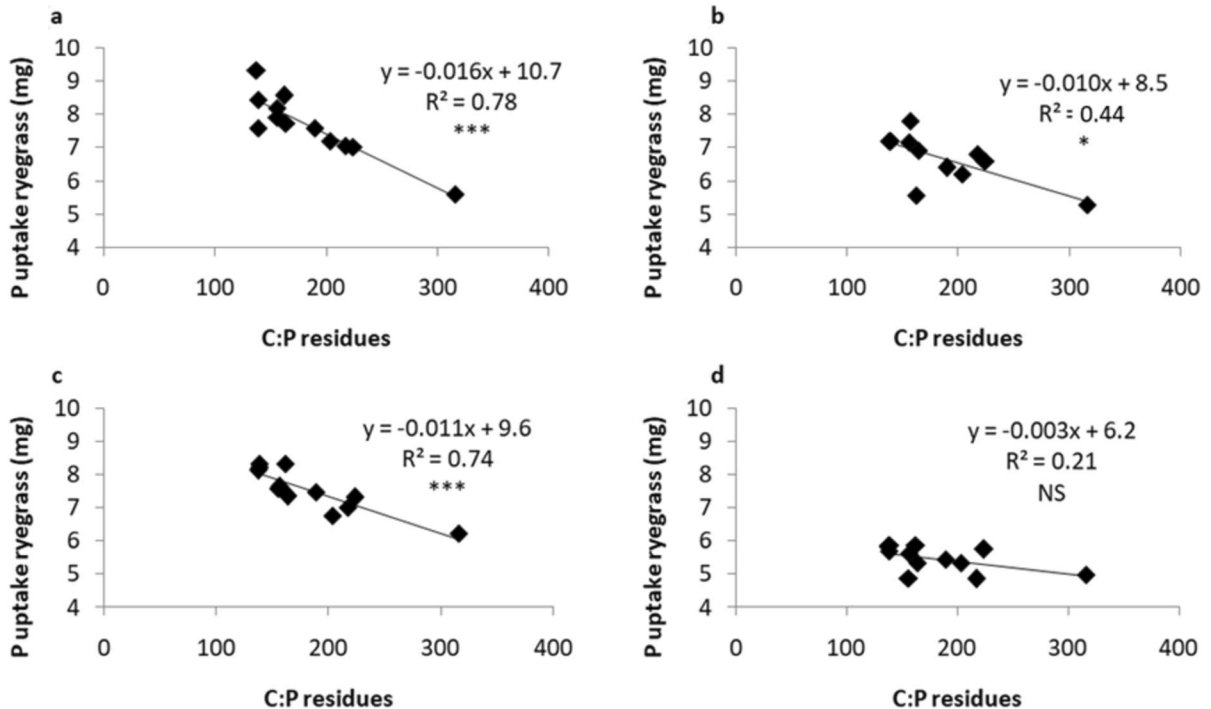 a
P uptake ryegrass (mg)
10
9
8
7
6
5
4
y = -0.016x + 10.7
R² = 0.78
***
0 100 200 300 400
C:P residues
b
P uptake ryegrass (mg)
10
9
8
7
6
5
4
y = -0.010x + 8.5
R² = 0.44
*
0 100 200 300 400
C:P residues
c
P uptake ryegrass (mg)
10
9
8
7
6
5
4
y = -0.011x + 9.6
R² = 0.74
***
0 100 200 300 400
C:P residues
d
P uptake ryegrass (mg)
10
9
8
7
6
5
4
y = -0.003x + 6.2
R² = 0.21
NS
0 100 200 300 400
C:P residues